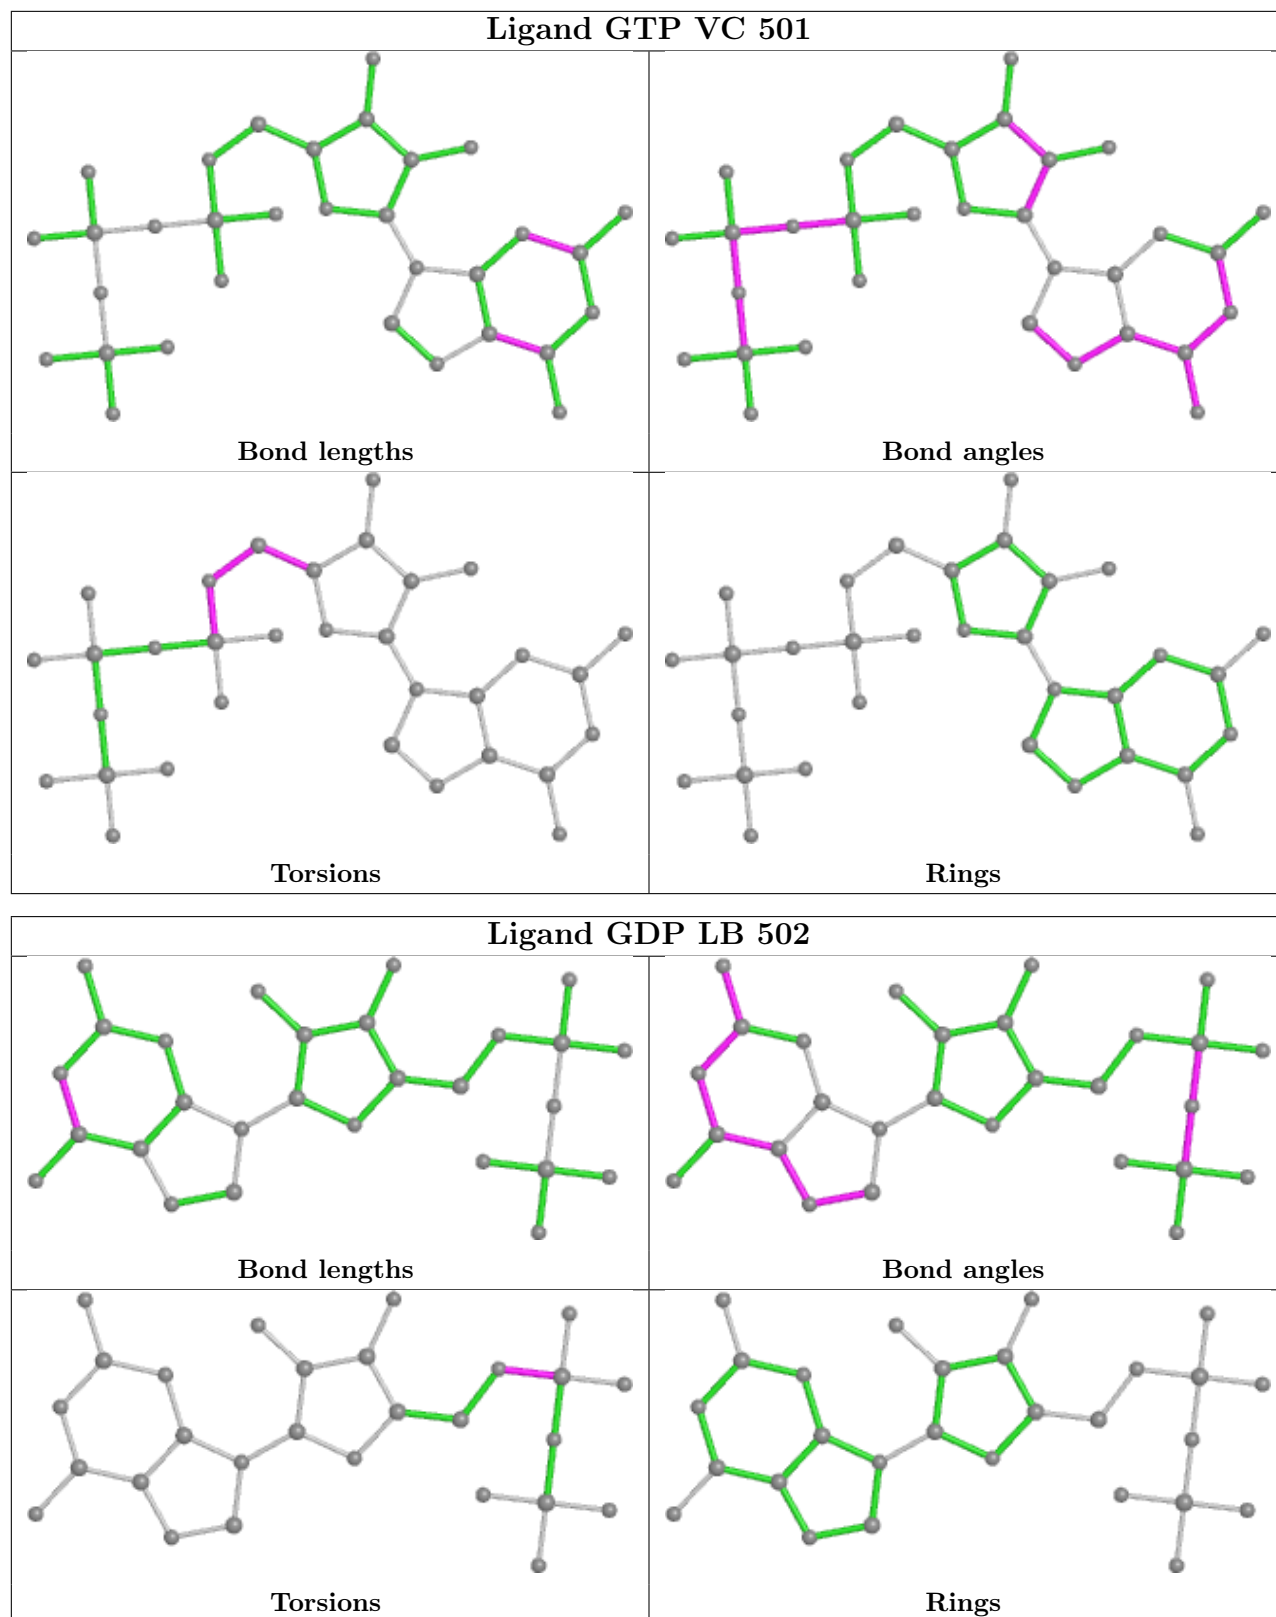 Ligand GTP VC 501
Bond lengths
Bond angles
Torsions
Rings
Ligand GDP LB 502
Bond lengths
Bond angles
Torsions
Rings